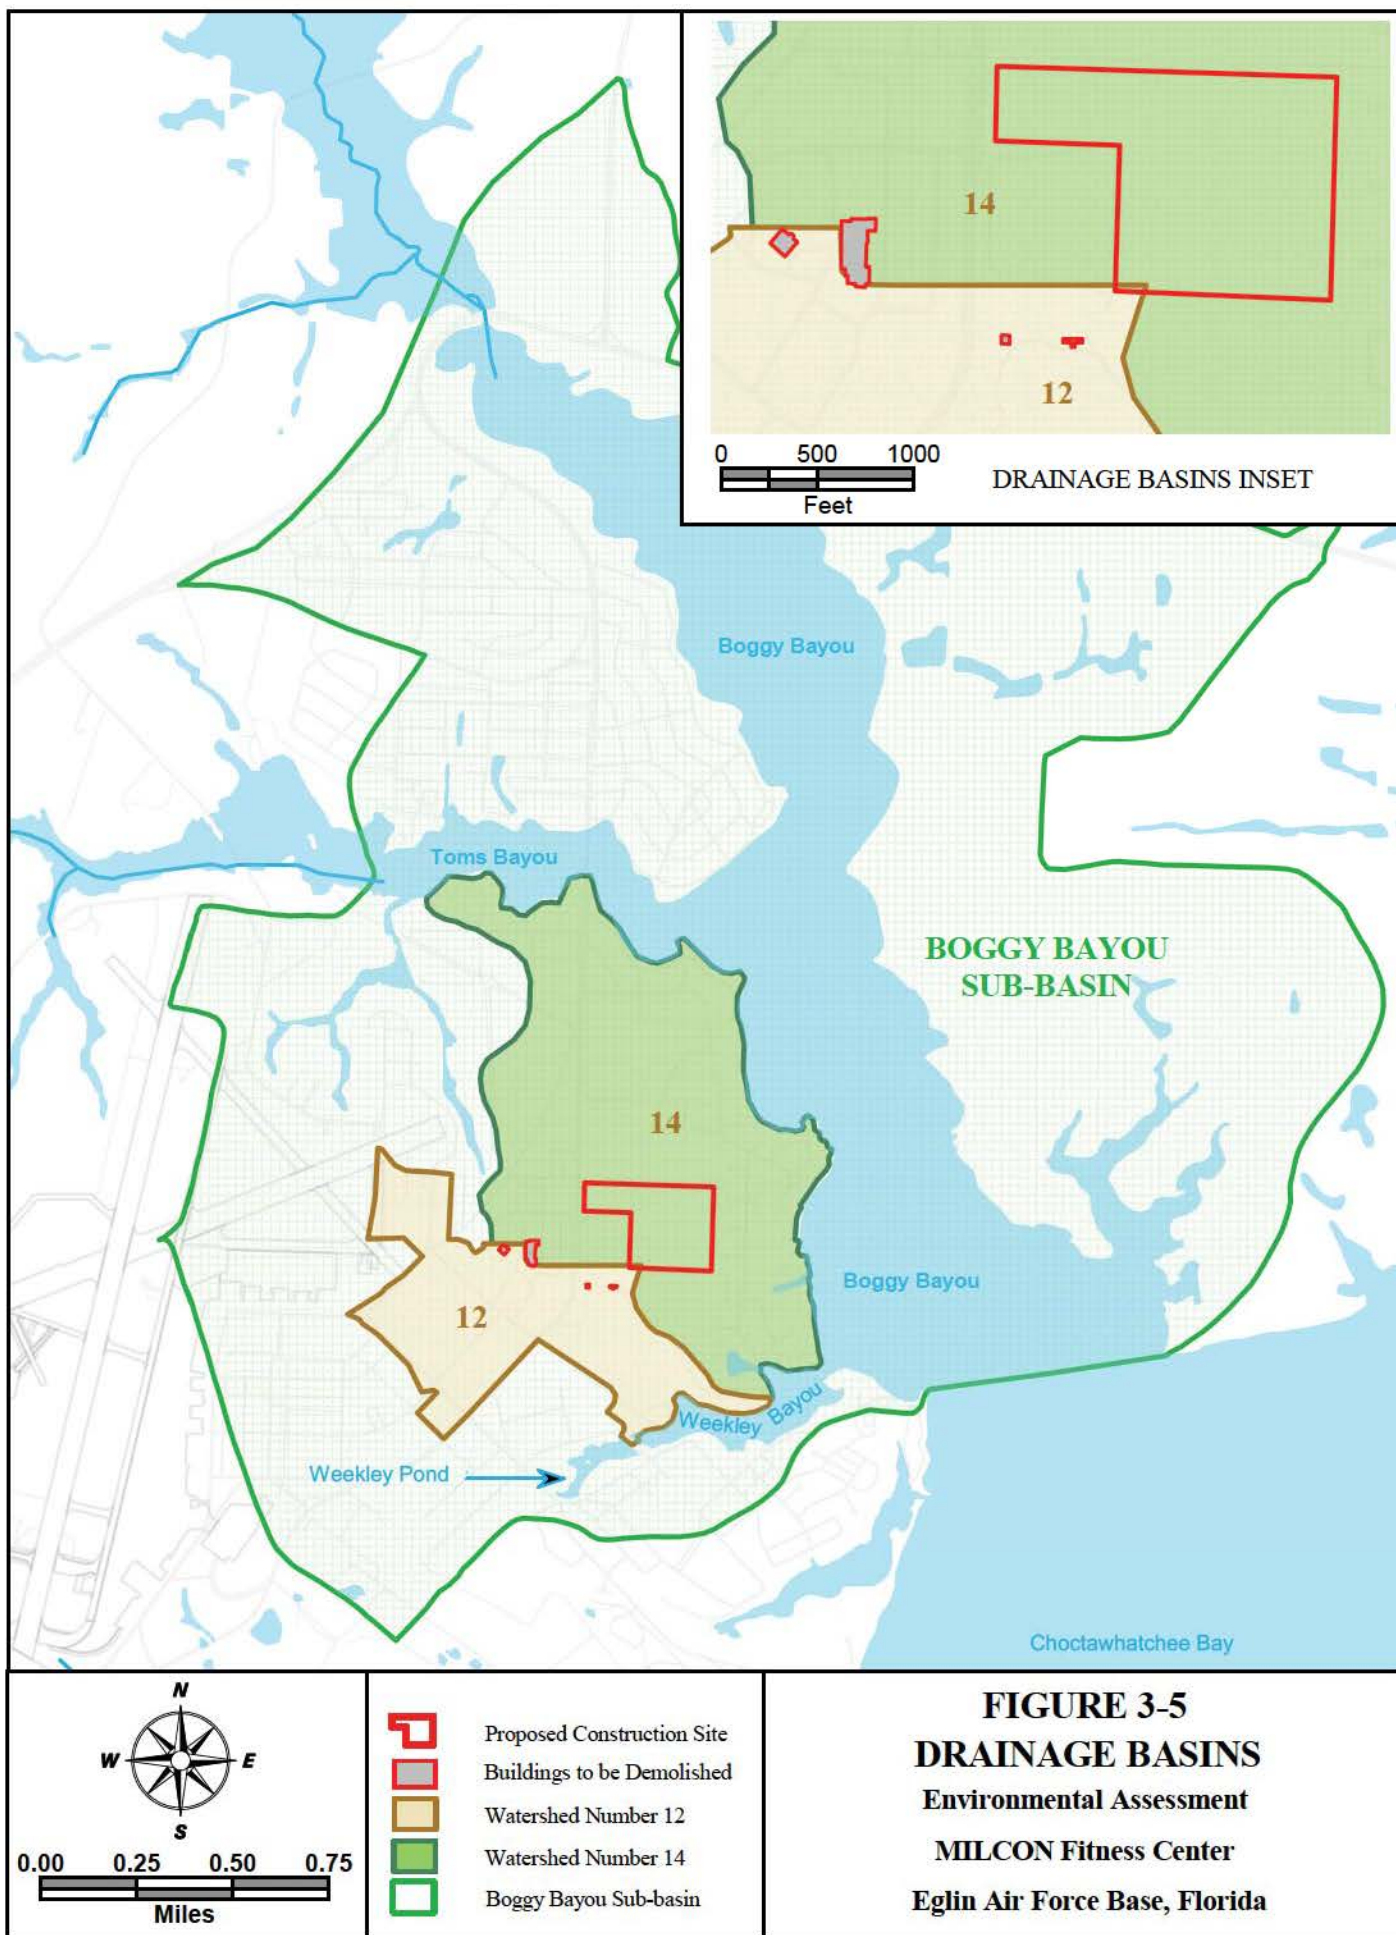 14
12
0 500 1000
Feet
DRAINAGE BASINS INSET
Boggy Bayou
Toms Bayou
BOGGY BAYOU
SUB-BASIN
14
Boggy Bayou
12
Weekley Bayou
Weekley Pond
Choctawhatchee Bay
N
W E
S
0.00 0.25 0.50 0.75
Miles
Proposed Construction Site
Buildings to be Demolished
Watershed Number 12
Watershed Number 14
Boggy Bayou Sub-basin
FIGURE 3-5
DRAINAGE BASINS
Environmental Assessment
MILCON Fitness Center
Eglin Air Force Base, Florida